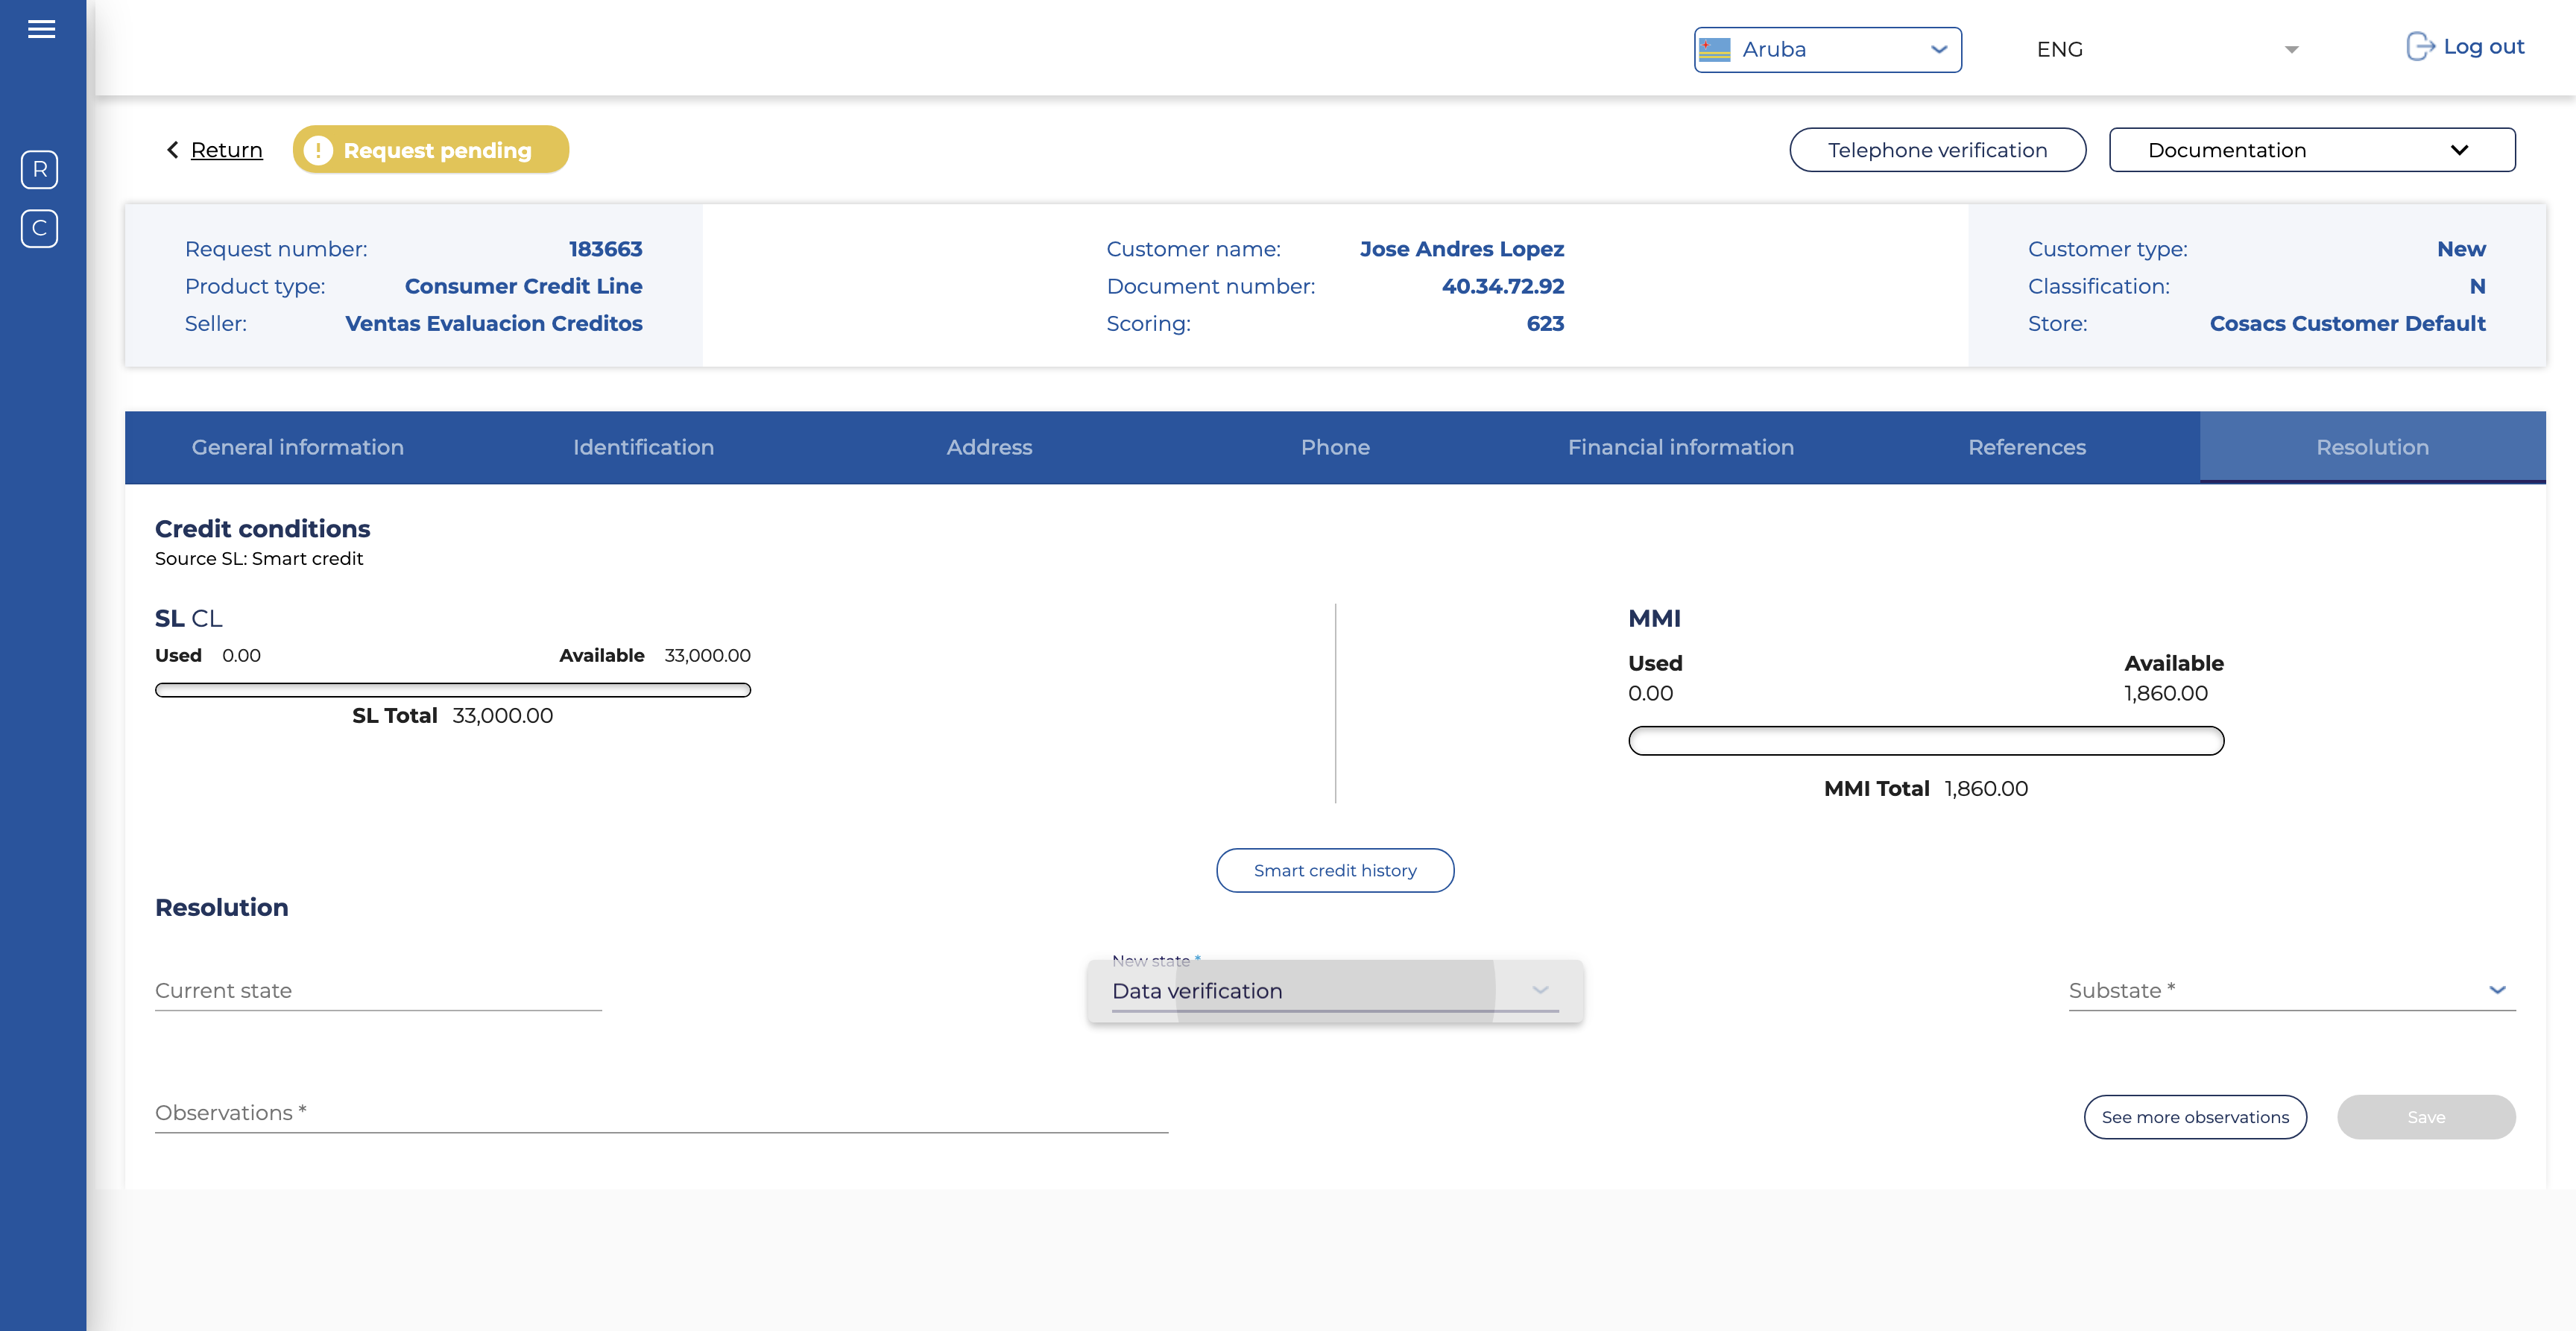 Aruba ENG Log out
R
C
Return Request pending Telephone verification Documentation
Request number: 183663
Product type: Consumer Credit Line
Seller: Ventas Evaluacion Creditos
Customer name: Jose Andres Lopez
Document number: 40.34.72.92
Scoring: 623
Customer type: New
Classification: N
Store: Cosacs Customer Default
General information Identification Address Phone Financial information References Resolution
Credit conditions
Source SL: Smart credit
SL CL
Used 0.00 Available 33,000.00
SL Total 33,000.00
MMI
Used Available
0.00 1,860.00
MMI Total 1,860.00
Smart credit history
Resolution
Current state
New state *
Data verification
Substate *
Observations *
See more observations Save